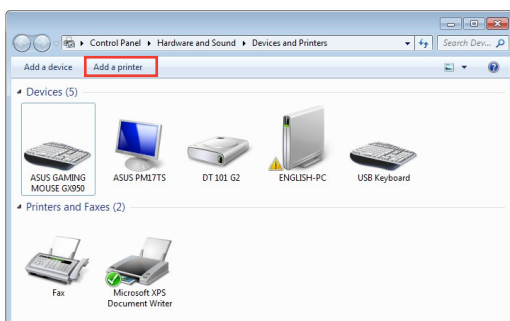 Control Panel ▸ Hardware and Sound ▸ Devices and Printers
Search Dev...
Add a device
Add a printer
Devices (5)
ASUS GAMING
MOUSE GX950
ASUS PM17TS
DT 101 G2
ENGLISH-PC
USB Keyboard
Printers and Faxes (2)
Fax
Microsoft XPS
Document Writer